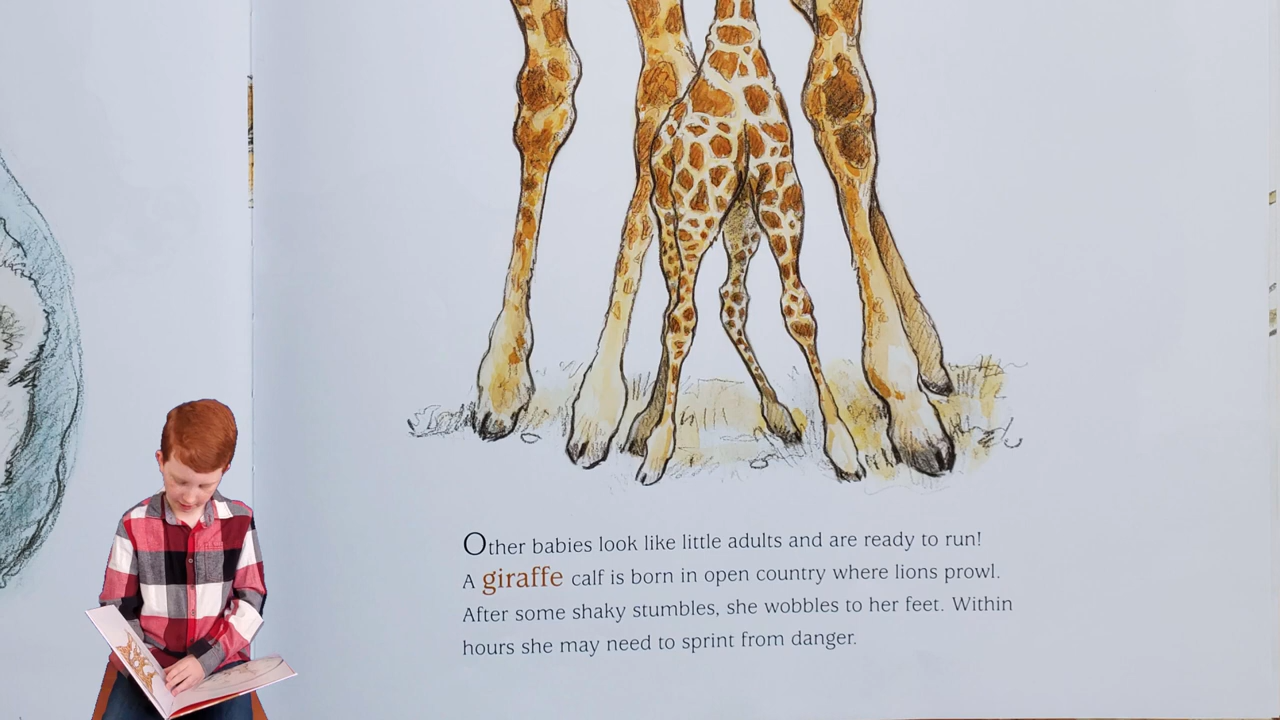 Other babies look like little adults and are ready to run!
A giraffe calf is born in open country where lions prowl.
After some shaky stumbles, she wobbles to her feet. Within
hours she may need to sprint from danger.